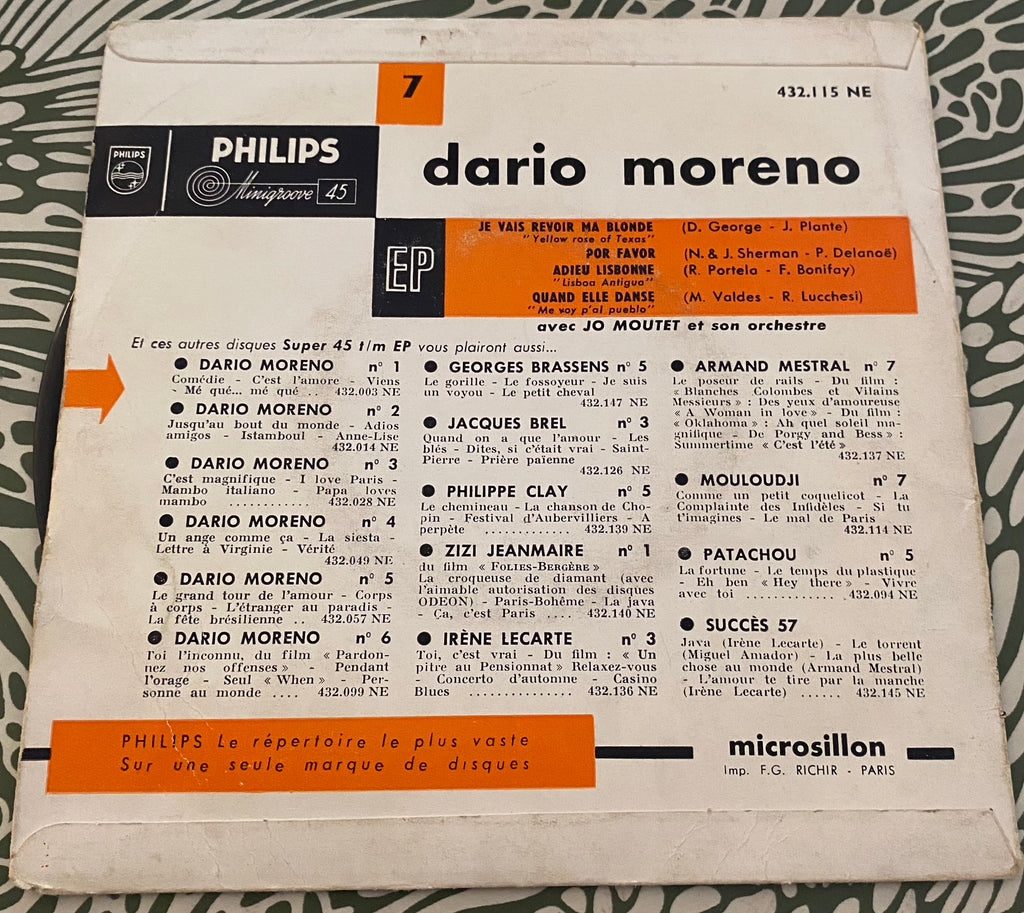 7
432.115 NE
PHILIPS
PHILIPS
Minigroove 45
dario moreno
EP
JE VAIS REVOIR MA BLONDE (D. George - J. Plante)
"Yellow rose of Texas"
POR FAVOR (N. & J. Sherman - P. Delanoë)
ADIEU LISBONNE (R. Portela - F. Bonifay)
"Lisboa Antigua"
QUAND ELLE DANSE (M. Valdes - R. Lucchesi)
"Me voy p'al pueblo"
avec JO MOUTET et son orchestre
Et ces autres disques Super 45 t/m EP vous plairont aussi...
● DARIO MORENO n° 1
Comédie - C'est l'amore - Viens
- Mé qué... mé qué .. 432.003 NE
● DARIO MORENO n° 2
Jusqu'au bout du monde - Adios
amigos - Istamboul - Anne-Lise
432.014 NE
● DARIO MORENO n° 3
C'est magnifique - I love Paris -
Mambo italiano - Papa loves
mambo ............ 432.028 NE
● DARIO MORENO n° 4
Un ange comme ça - La siesta -
Lettre à Virginie - Vérité
432.049 NE
● DARIO MORENO n° 5
Le grand tour de l'amour - Corps
à corps - L'étranger au paradis -
La fête brésilienne .. 432.057 NE
● DARIO MORENO n° 6
Toi l'inconnu, du film « Pardon-
nez nos offenses » - Pendant
l'orage - Seul « When » - Per-
sonne au monde .... 432.099 NE
● GEORGES BRASSENS n° 5
Le gorille - Le fossoyeur - Je suis
un voyou - Le petit cheval
432.147 NE
● JACQUES BREL n° 3
Quand on a que l'amour - Les
blés - Dites, si c'était vrai - Saint-
Pierre - Prière païenne
432.126 NE
● PHILIPPE CLAY n° 5
Le chemineau - La chanson de Cho-
pin - Festival d'Aubervilliers - A
perpète ............ 432.139 NE
● ZIZI JEANMAIRE n° 1
du film « FOLIES-BERGÈRE »
La croqueuse de diamant (avec
l'aimable autorisation des disques
ODEON) - Paris-Bohême - La java
- Ça, c'est Paris .... 432.140 NE
● IRÈNE LECARTE n° 3
Toi, c'est vrai - Du film : « Un
pitre au Pensionnat » Relaxez-vous
- Concerto d'automne - Casino
Blues ............... 432.136 NE
● ARMAND MESTRAL n° 7
Le poseur de rails - Du film :
« Blanches Colombes et Vilains
Messieurs » : Des yeux d'amoureuse
« A Woman in love » - Du film :
« Oklahoma » : Ah quel soleil ma-
gnifique - De Porgy and Bess » :
Summertime « C'est l'été »
432.137 NE
● MOULOUDJI n° 7
Comme un petit coquelicot - La
Complainte des Infidèles - Si tu
t'imagines - Le mal de Paris
432.114 NE
● PATACHOU n° 5
La fortune - Le temps du plastique
- Eh ben « Hey there » - Vivre
avec toi ............ 432.094 NE
● SUCCÈS 57
Java (Irène Lecarte) - Le torrent
(Miguel Amador) - La plus belle
chose au monde (Armand Mestral)
- L'amour te tire par la manche
(Irène Lecarte) ...... 432.145 NE
PHILIPS Le répertoire le plus vaste
Sur une seule marque de disques
microsillon
Imp. F.G. RICHIR - PARIS